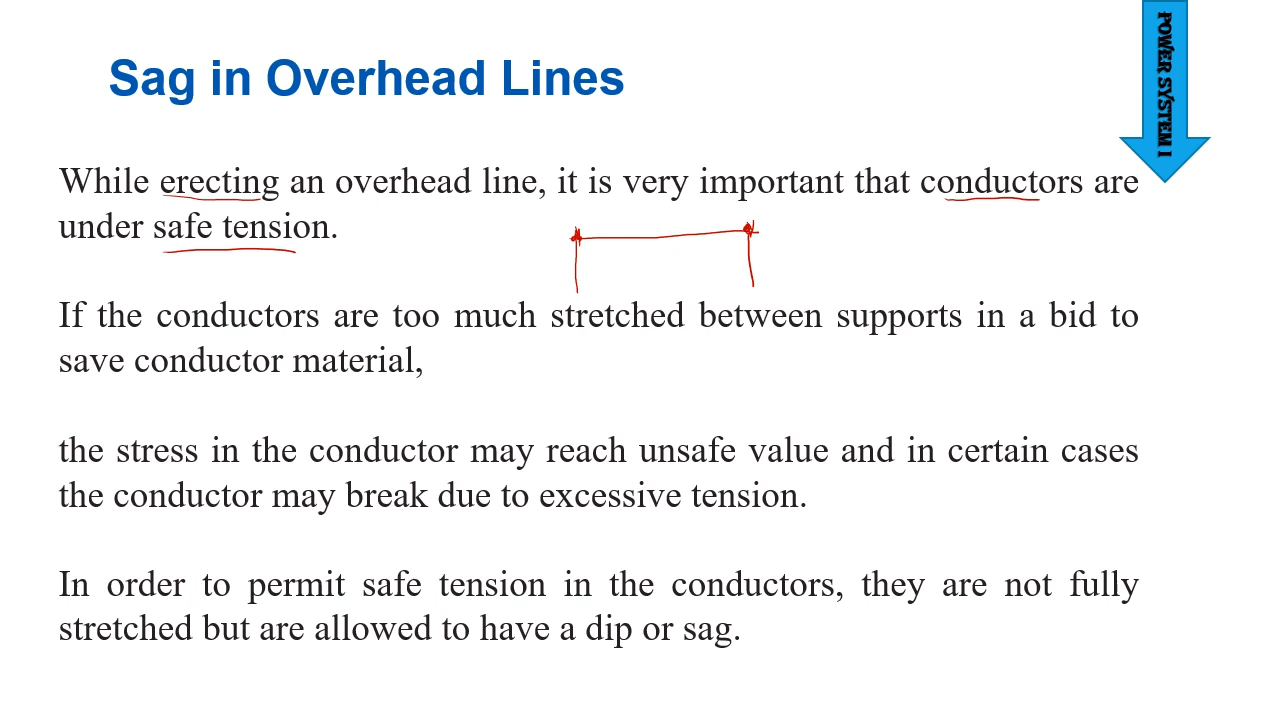 Sag in Overhead Lines
POWER SYSTEM I
While erecting an overhead line, it is very important that conductors are
under safe tension.
If the conductors are too much stretched between supports in a bid to
save conductor material,
the stress in the conductor may reach unsafe value and in certain cases
the conductor may break due to excessive tension.
In order to permit safe tension in the conductors, they are not fully
stretched but are allowed to have a dip or sag.